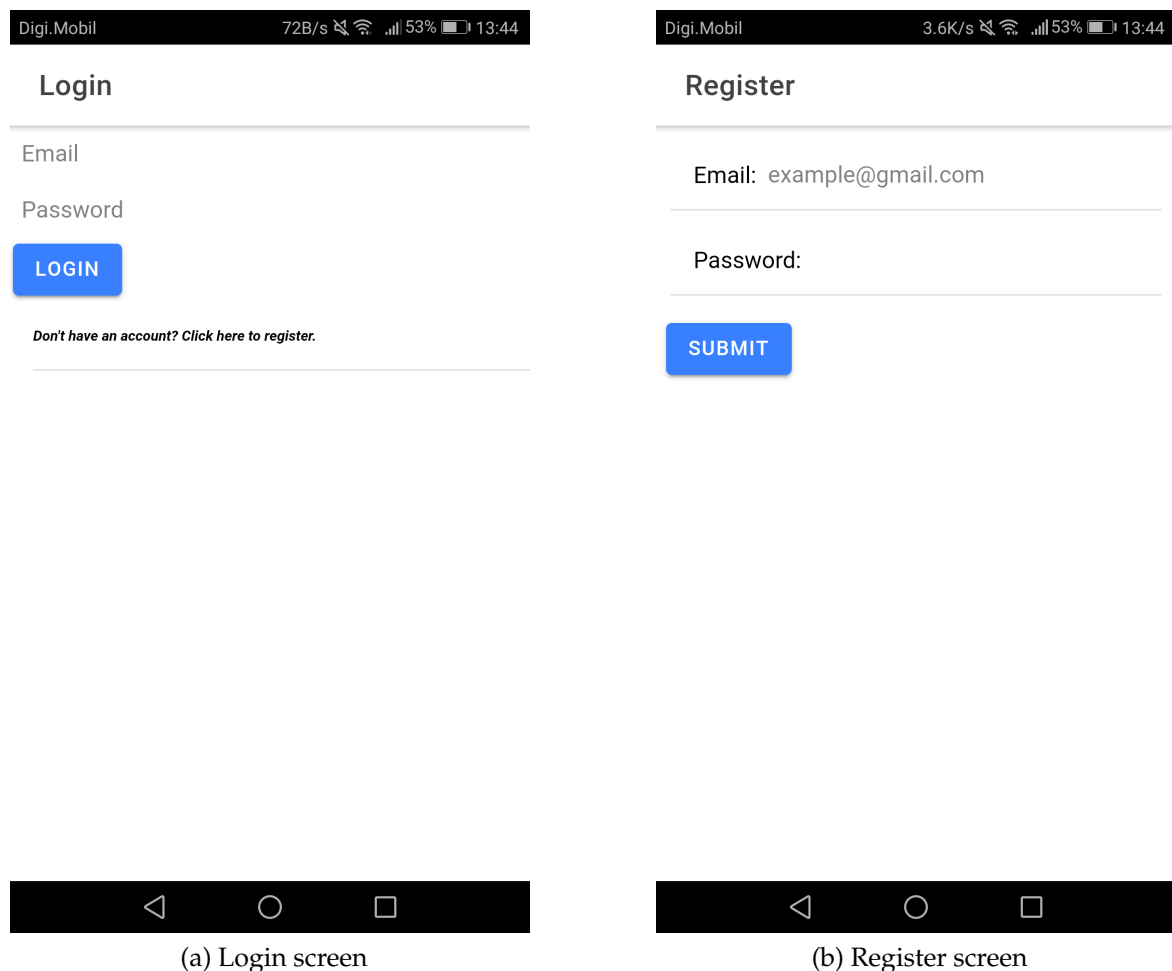 Digi.Mobil 72B/s 53% 13:44
Login
Email
Password
LOGIN
Don't have an account? Click here to register.
(a) Login screen
Digi.Mobil 3.6K/s 53% 13:44
Register
Email: example@gmail.com
Password:
SUBMIT
(b) Register screen